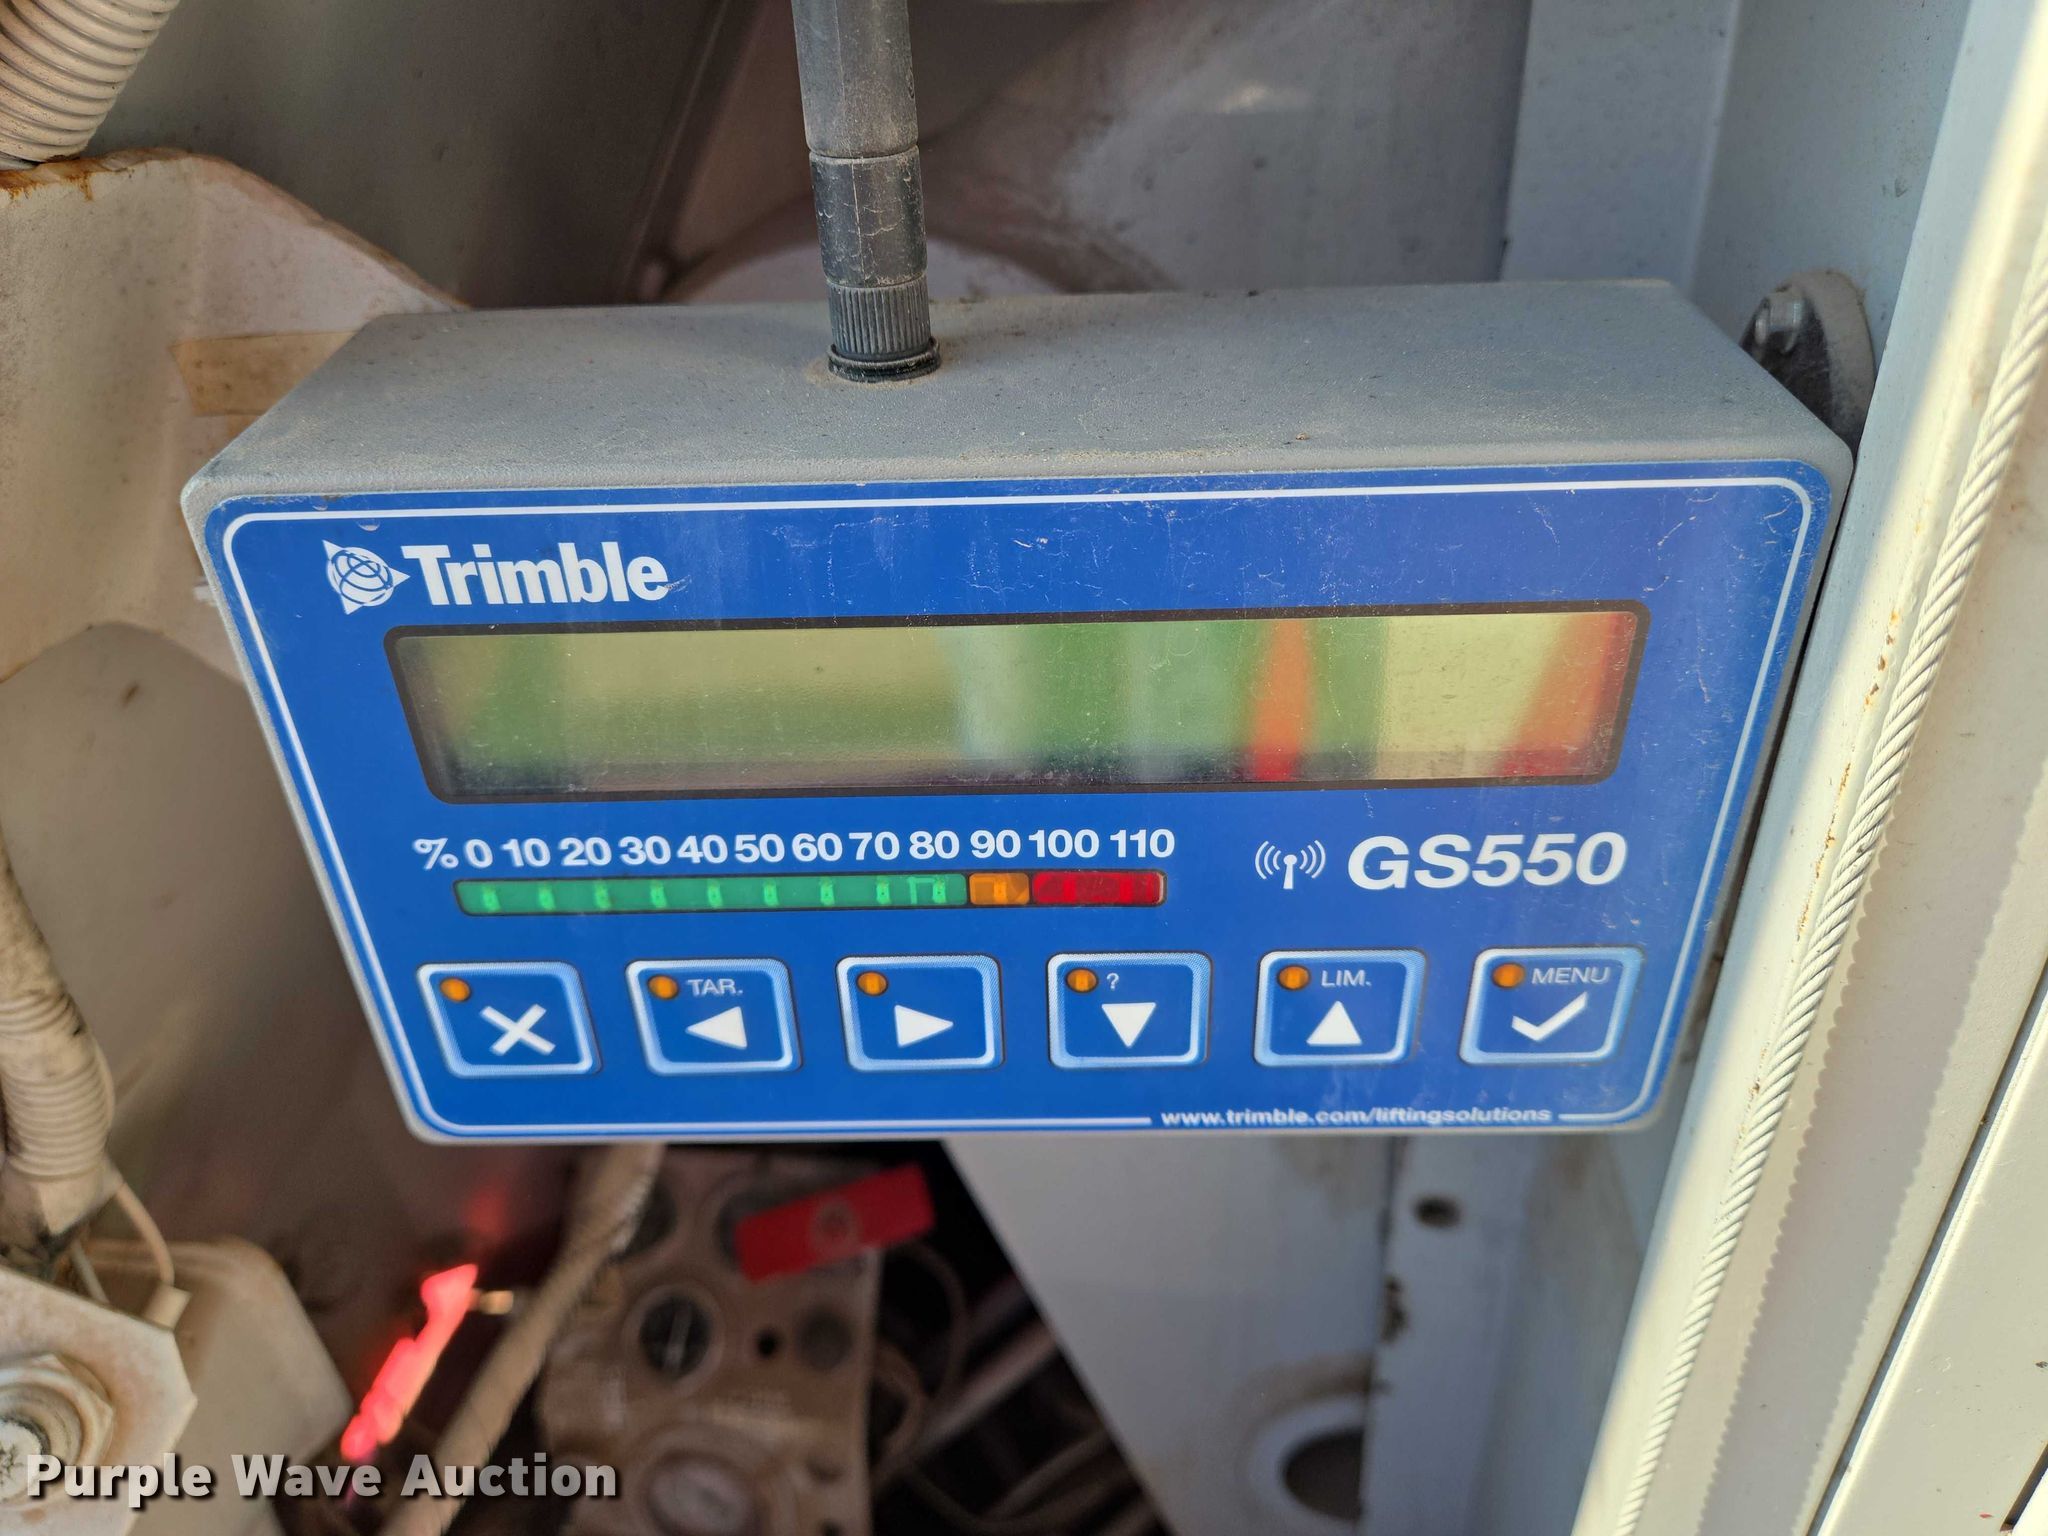 Trimble
% 0 10 20 30 40 50 60 70 80 90 100 110
GS550
TAR.
?
LIM.
MENU
www.trimble.com/liftingsolutions
Purple Wave Auction